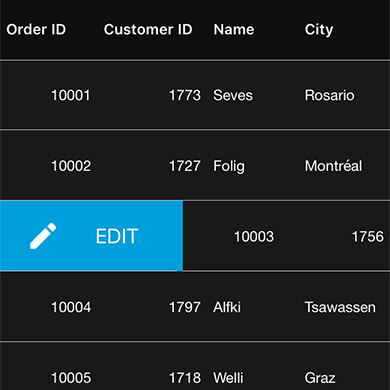 Order ID Customer ID Name City
10001 1773 Seves Rosario
10002 1727 Folig Montréal
EDIT 10003 1756
10004 1797 Alfki Tsawassen
10005 1718 Welli Graz